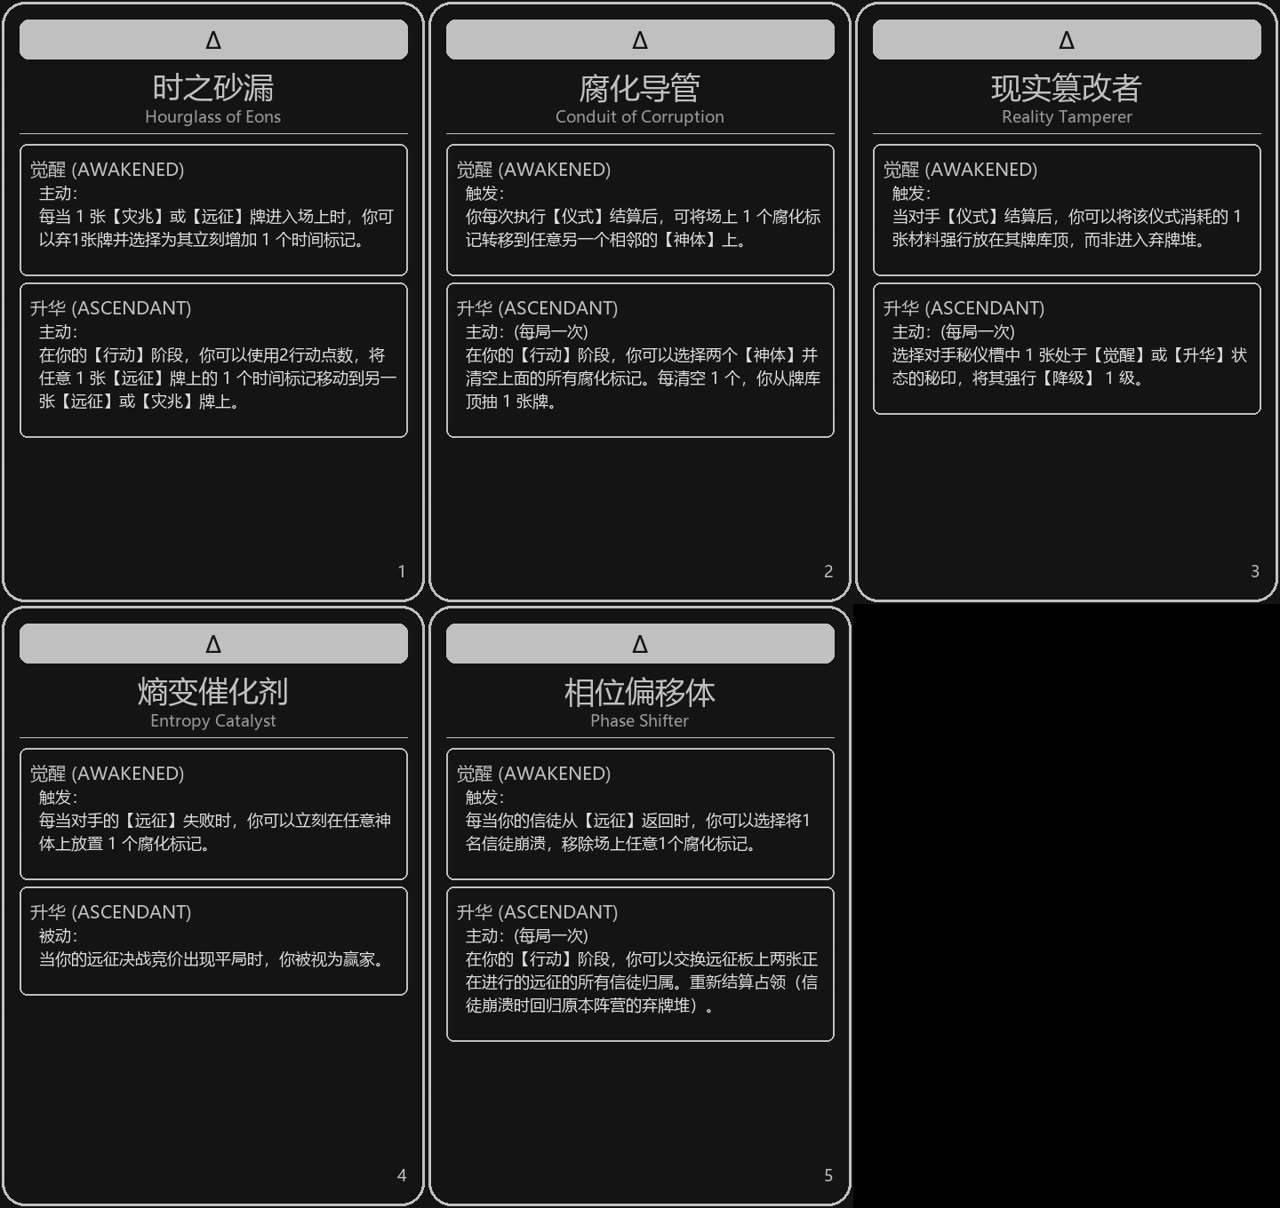 Δ
时之砂漏
Hourglass of Eons
觉醒 (AWAKENED)
主动：
每当 1 张【灾兆】或【远征】牌进入场上时，你可
以弃1张牌并选择为其立刻增加 1 个时间标记。
升华 (ASCENDANT)
主动：
在你的【行动】阶段，你可以使用2行动点数，将
任意 1 张【远征】牌上的 1 个时间标记移动到另一
张【远征】或【灾兆】牌上。
1
Δ
腐化导管
Conduit of Corruption
觉醒 (AWAKENED)
触发：
你每次执行【仪式】结算后，可将场上 1 个腐化标
记转移到任意另一个相邻的【神体】上。
升华 (ASCENDANT)
主动：(每局一次)
在你的【行动】阶段，你可以选择两个【神体】并
清空上面的所有腐化标记。每清空 1 个，你从牌库
顶抽 1 张牌。
2
Δ
现实篡改者
Reality Tamperer
觉醒 (AWAKENED)
触发：
当对手【仪式】结算后，你可以将该仪式消耗的 1
张材料强行放在其牌库顶，而非进入弃牌堆。
升华 (ASCENDANT)
主动：(每局一次)
选择对手秘仪槽中 1 张处于【觉醒】或【升华】状
态的秘印，将其强行【降级】 1 级。
3
Δ
熵变催化剂
Entropy Catalyst
觉醒 (AWAKENED)
触发：
每当对手的【远征】失败时，你可以立刻在任意神
体上放置 1 个腐化标记。
升华 (ASCENDANT)
被动：
当你的远征决战竞价出现平局时，你被视为赢家。
4
Δ
相位偏移体
Phase Shifter
觉醒 (AWAKENED)
触发：
每当你的信徒从【远征】返回时，你可以选择将1
名信徒崩溃，移除场上任意1个腐化标记。
升华 (ASCENDANT)
主动：(每局一次)
在你的【行动】阶段，你可以交换远征板上两张正
在进行的远征的所有信徒归属。重新结算占领（信
徒崩溃时回归原本阵营的弃牌堆）。
5